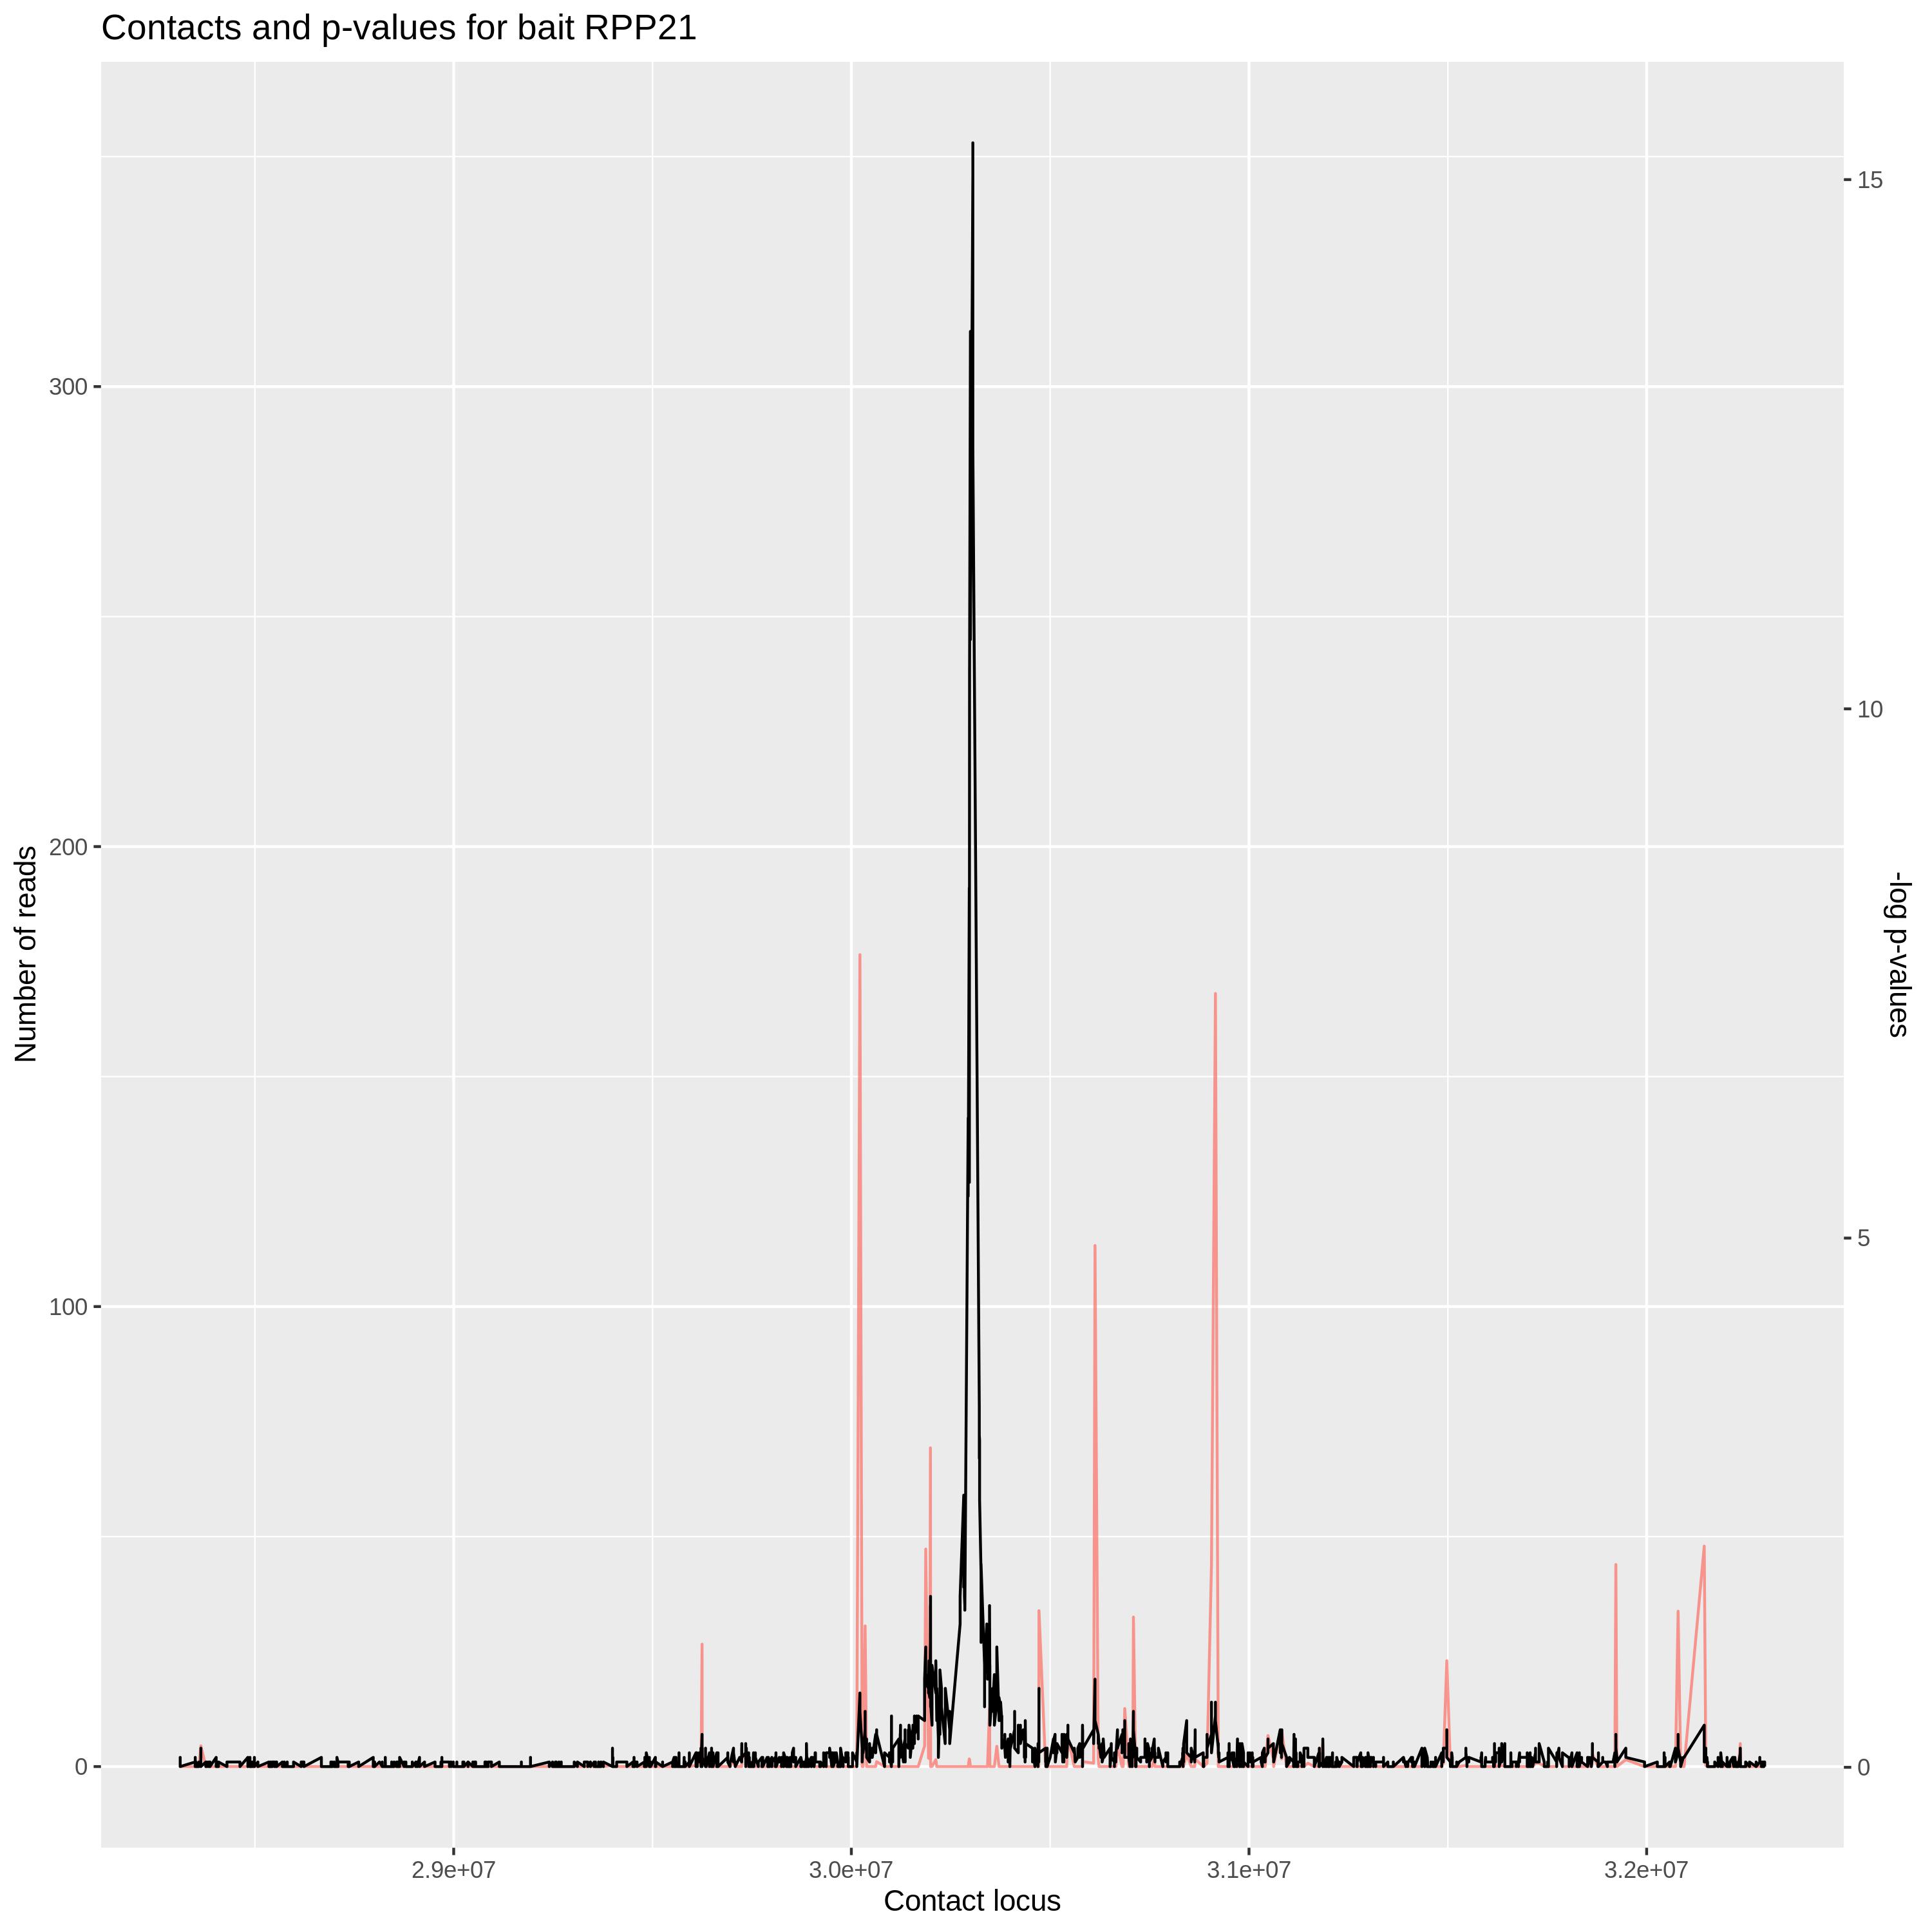 Contacts and p-values for bait RPP21
Number of reads
300
200
100
0
15
10
5
0
-log p-values
2.9e+07
3.0e+07
3.1e+07
3.2e+07
Contact locus